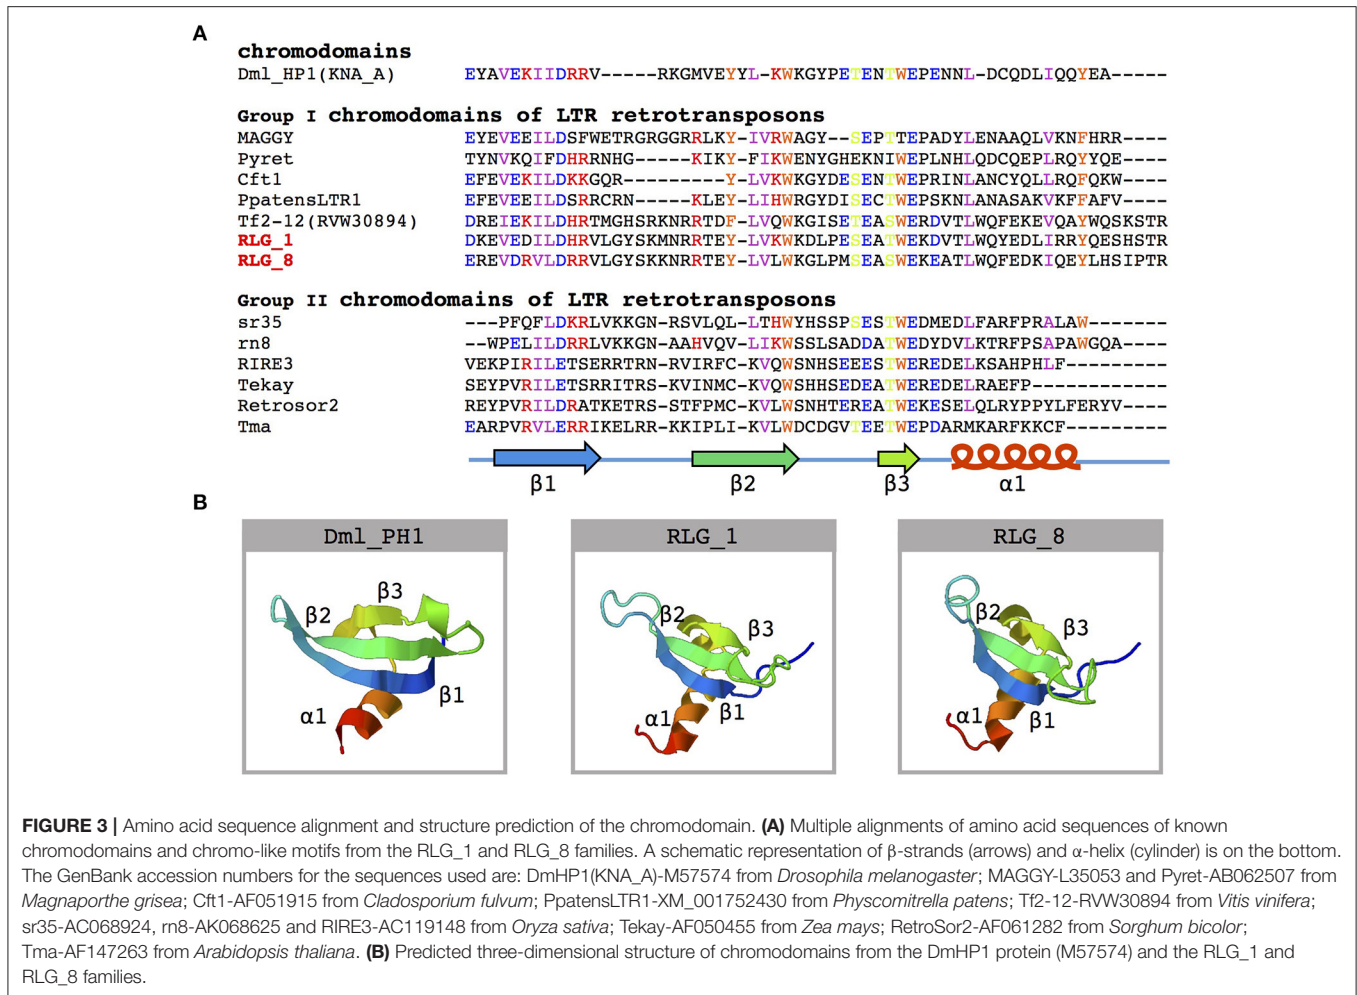 A
chromodomains
Dml_HP1(KNA_A) EYAVEKIIDRRV-----RKGMVEYYL-KWKGYPETENTWEPENNL-DCQDLIQQYEA-----
Group I chromodomains of LTR retrotransposons
MAGGY EYEVEEILDSFWETRGRGGRRLKY-IVRWAGY--SEPTTEPADYLENAAQLVKNFHRR----
Pyret TYNVKQIFDHRRNHG-----KIKY-FIKWENYGHEKNIWEPLNHLQDCQEPLRQYYQE-----
Cft1 EFEVEKILDKKGQR---------Y-LVKWKGYDESENTWEPRINLANCYQLLRQFQKW-----
PpatensLTR1 EFEVEEILDSRRCRN-----KLEY-LIHWRGYDISECTWEPSKNLANASAKVKFFAFV-----
Tf2-12(RVW30894) DREIEKILDHRTMGHSRKNRRTDF-LVQWKGISETEASWERDVTLWQFEKEVQAYWQSKSTR
RLG_1 DKEVEDILDHRVLGYSKMNRRTEY-LVKWKDLPESEATWEKDVTLWQYEDLIRRYQESHSTR
RLG_8 EREVDRVLDRRVLGYSKKNRRTEY-LVLWKGLPMSEASWEKEATLWQFEDKIQEYLHSIPTR
Group II chromodomains of LTR retrotransposons
sr35 ---PFQFLDKRLVKKGN-RSVLQL-LTHWYHSSPSESTWEDMEDLFARFPRALAW-------
rn8 --WPELILDRRLVKKGN-AAHVQV-LIKWSSLSADDATWEDYDVLKTRFPSAPAWGQA----
RIRE3 VEKPIRILETSERRTRN-RVIRFC-KVQWSNHSEEESTWEREDELKSAHPHLF---------
Tekay SEYPVRILETSRRITRS-KVINMC-KVQWSHHSEDEATWEREDELRAEFP------------
Retrosor2 REYPVRILDRATKETRS-STFPMC-KVLWSNHTEREATWEKESELQLRYPPYLFERYV----
Tma EARPVRVLERRIKELRR-KKIPLI-KVLWDCDGVTEETWEPDARMKARFKKCF---------
β1 β2 β3 α1
B
Dml_PH1 RLG_1 RLG_8
β3 β2 β1 α1
β2 β3 α1 β1
β2 β3 α1 β1
FIGURE 3 | Amino acid sequence alignment and structure prediction of the chromodomain. (A) Multiple alignments of amino acid sequences of known
chromodomains and chromo-like motifs from the RLG_1 and RLG_8 families. A schematic representation of β-strands (arrows) and α-helix (cylinder) is on the bottom.
The GenBank accession numbers for the sequences used are: DmHP1(KNA_A)-M57574 from Drosophila melanogaster; MAGGY-L35053 and Pyret-AB062507 from
Magnaporthe grisea; Cft1-AF051915 from Cladosporium fulvum; PpatensLTR1-XM_001752430 from Physcomitrella patens; Tf2-12-RVW30894 from Vitis vinifera;
sr35-AC068924, rn8-AK068625 and RIRE3-AC119148 from Oryza sativa; Tekay-AF050455 from Zea mays; RetroSor2-AF061282 from Sorghum bicolor;
Tma-AF147263 from Arabidopsis thaliana. (B) Predicted three-dimensional structure of chromodomains from the DmHP1 protein (M57574) and the RLG_1 and
RLG_8 families.